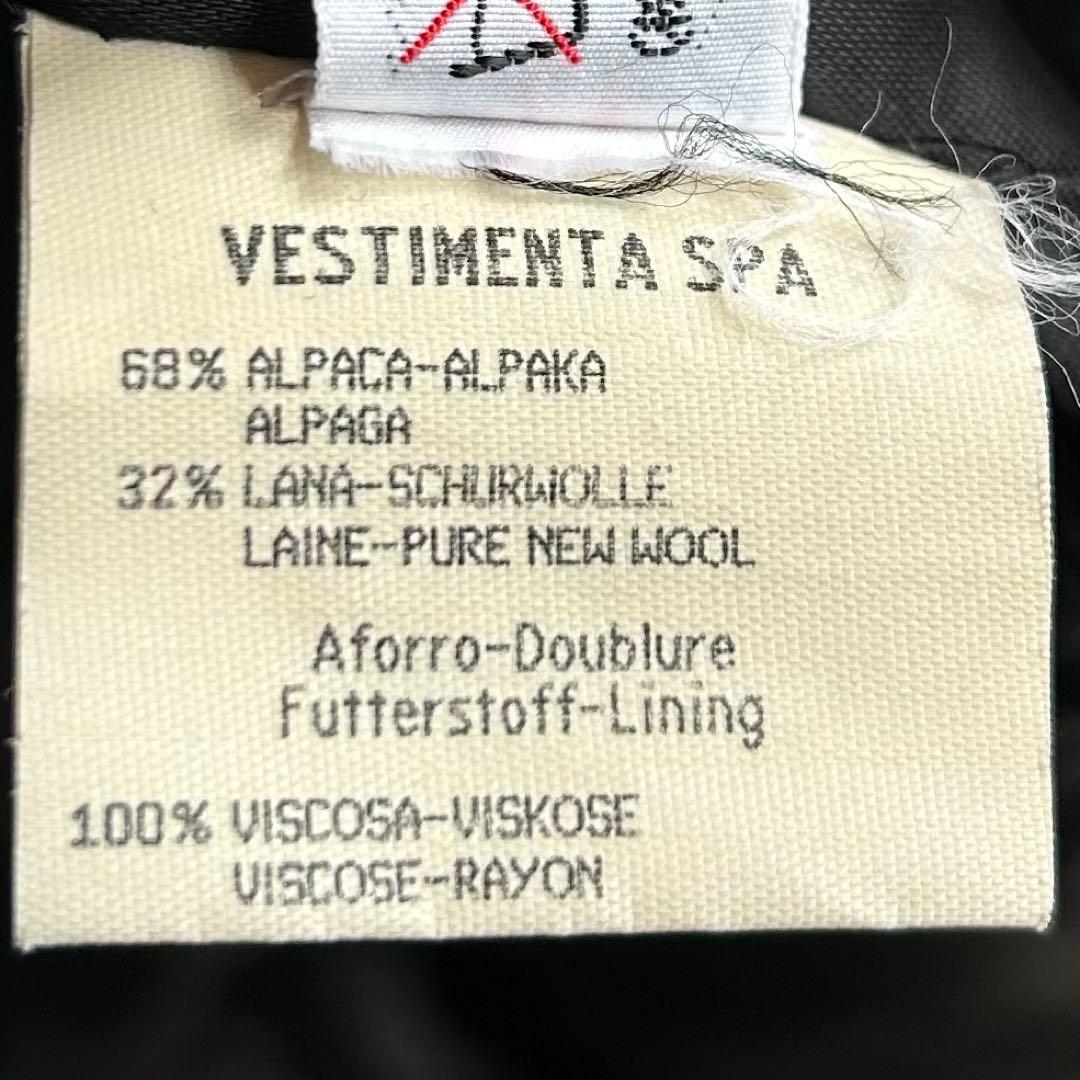 VESTIMENTA SPA
68% ALPACA-ALPAKA
ALPAGA
32% LANA-SCHURWOLLE
LAINE-PURE NEW WOOL
Aforro-Doublure
Futterstoff-Lining
100% VISCOSA-VISKOSE
VISCOSE-RAYON